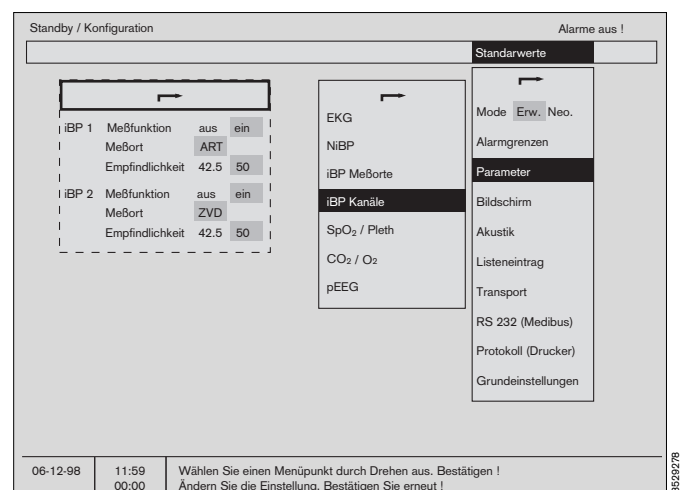 Standby / Konfiguration
Alarme aus !
Standarwerte
iBP 1 Meßfunktion aus ein
Meßort ART
Empfindlichkeit 42.5 50
iBP 2 Meßfunktion aus ein
Meßort ZVD
Empfindlichkeit 42.5 50
EKG
NiBP
iBP Meßorte
iBP Kanäle
SpO₂ / Pleth
CO₂ / O₂
pEEG
Mode Erw. Neo.
Alarmgrenzen
Parameter
Bildschirm
Akustik
Listeneintrag
Transport
RS 232 (Medibus)
Protokoll (Drucker)
Grundeinstellungen
06-12-98
11:59
00:00
Wählen Sie einen Menüpunkt durch Drehen aus. Bestätigen !
Ändern Sie die Einstellung. Bestätigen Sie erneut !
529278